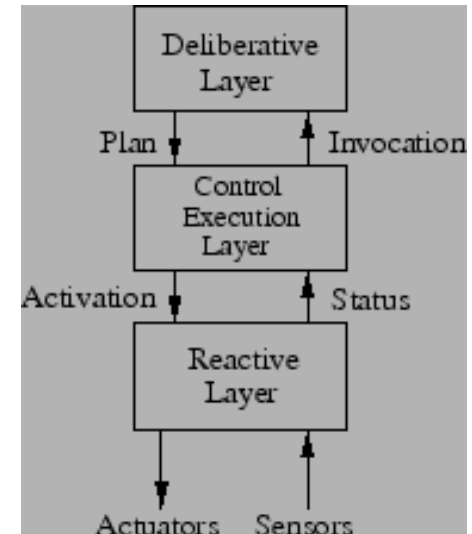 Deliberative
Layer
Plan
Invocation
Control
Execution
Layer
Activation
Status
Reactive
Layer
Actuators
Sensors